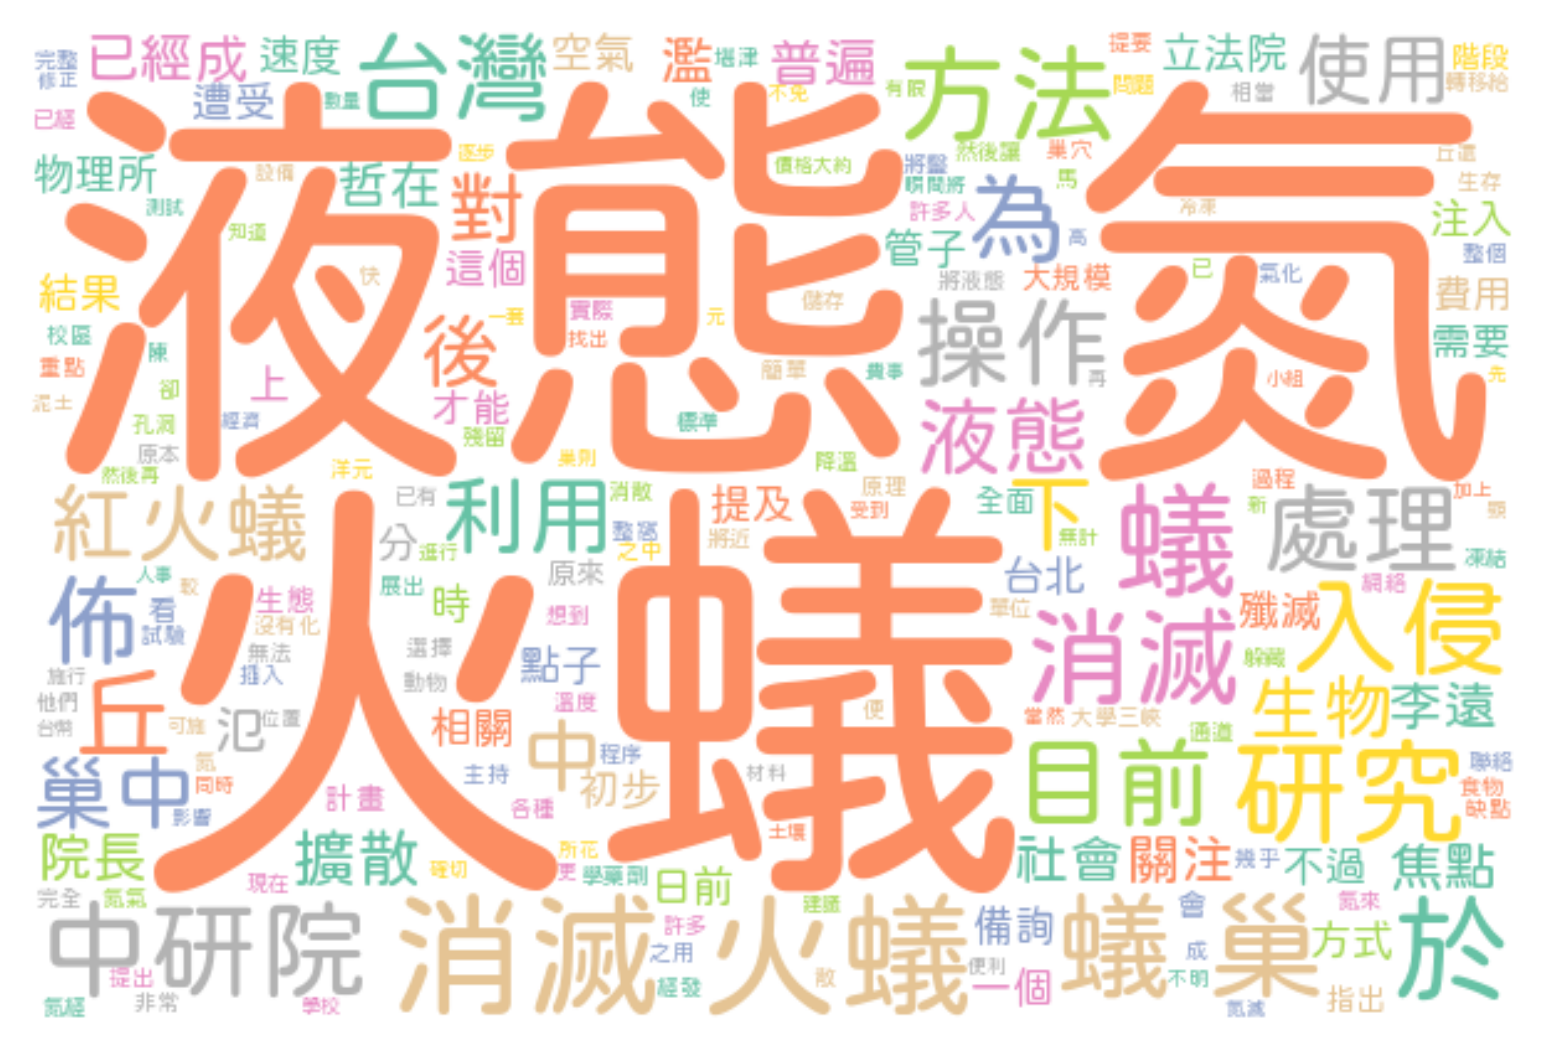 完整
修正
已經成
速度
台灣
空氣
濫
普遍
方法
提要
立法院
使用
階段
轉移給
遭受
數量
使
不免
有限
問題
相當
已經
液態氮
物理所
設備
哲在
逐步
對
價格大約
將整
瞬間將
然後讓
巢穴
馬
為
生存
測試
知道
這個
許多人
管子
高
冷凍
注入
整個
結果
快
實際
儲存
將液態
大規模
已
氣化
費用
校區
陳
後
一整
找出
元
操作
再
需要
重點
卻
上
簡單
貴事
小組
先
泥土
孔洞
經濟
才能
殘留
標準
液態
原本
然後再
洋元
巢則
降溫
過程
紅火蟻
已有
利用
消散
提及
原理
受到
全面
下
蟻
處理
新
加上
分
進行
整窩
之中
將近
無計
凍結
火蟻
人事
佈
看
試驗
較
生態
沒有化
展出
時
原來
想到
台北
單位
網絡
殲滅
入侵
消滅
無法
選擇
點子
躲藏
施行
插入
動物
他們
台幣
丘
可施
氾
位置
相關
溫度
便
當然
大學三峽
生物
李遠
通道
中
程序
目前
研究
巢中
氮
同時
主持
初步
材料
聯絡
食物
缺點
影響
計畫
各種
土壤
院長
擴散
確切
所花
社會
關注
幾乎
不過
焦點
現在
更
學藥劑
日前
完全
氮氣
中研院
消滅火蟻
建議
許多
備詢
蟻巢
會
氮來
方式
於
之用
成
提出
非常
經發
散
便利
一個
不明
指出
氮經
學校
氮滅